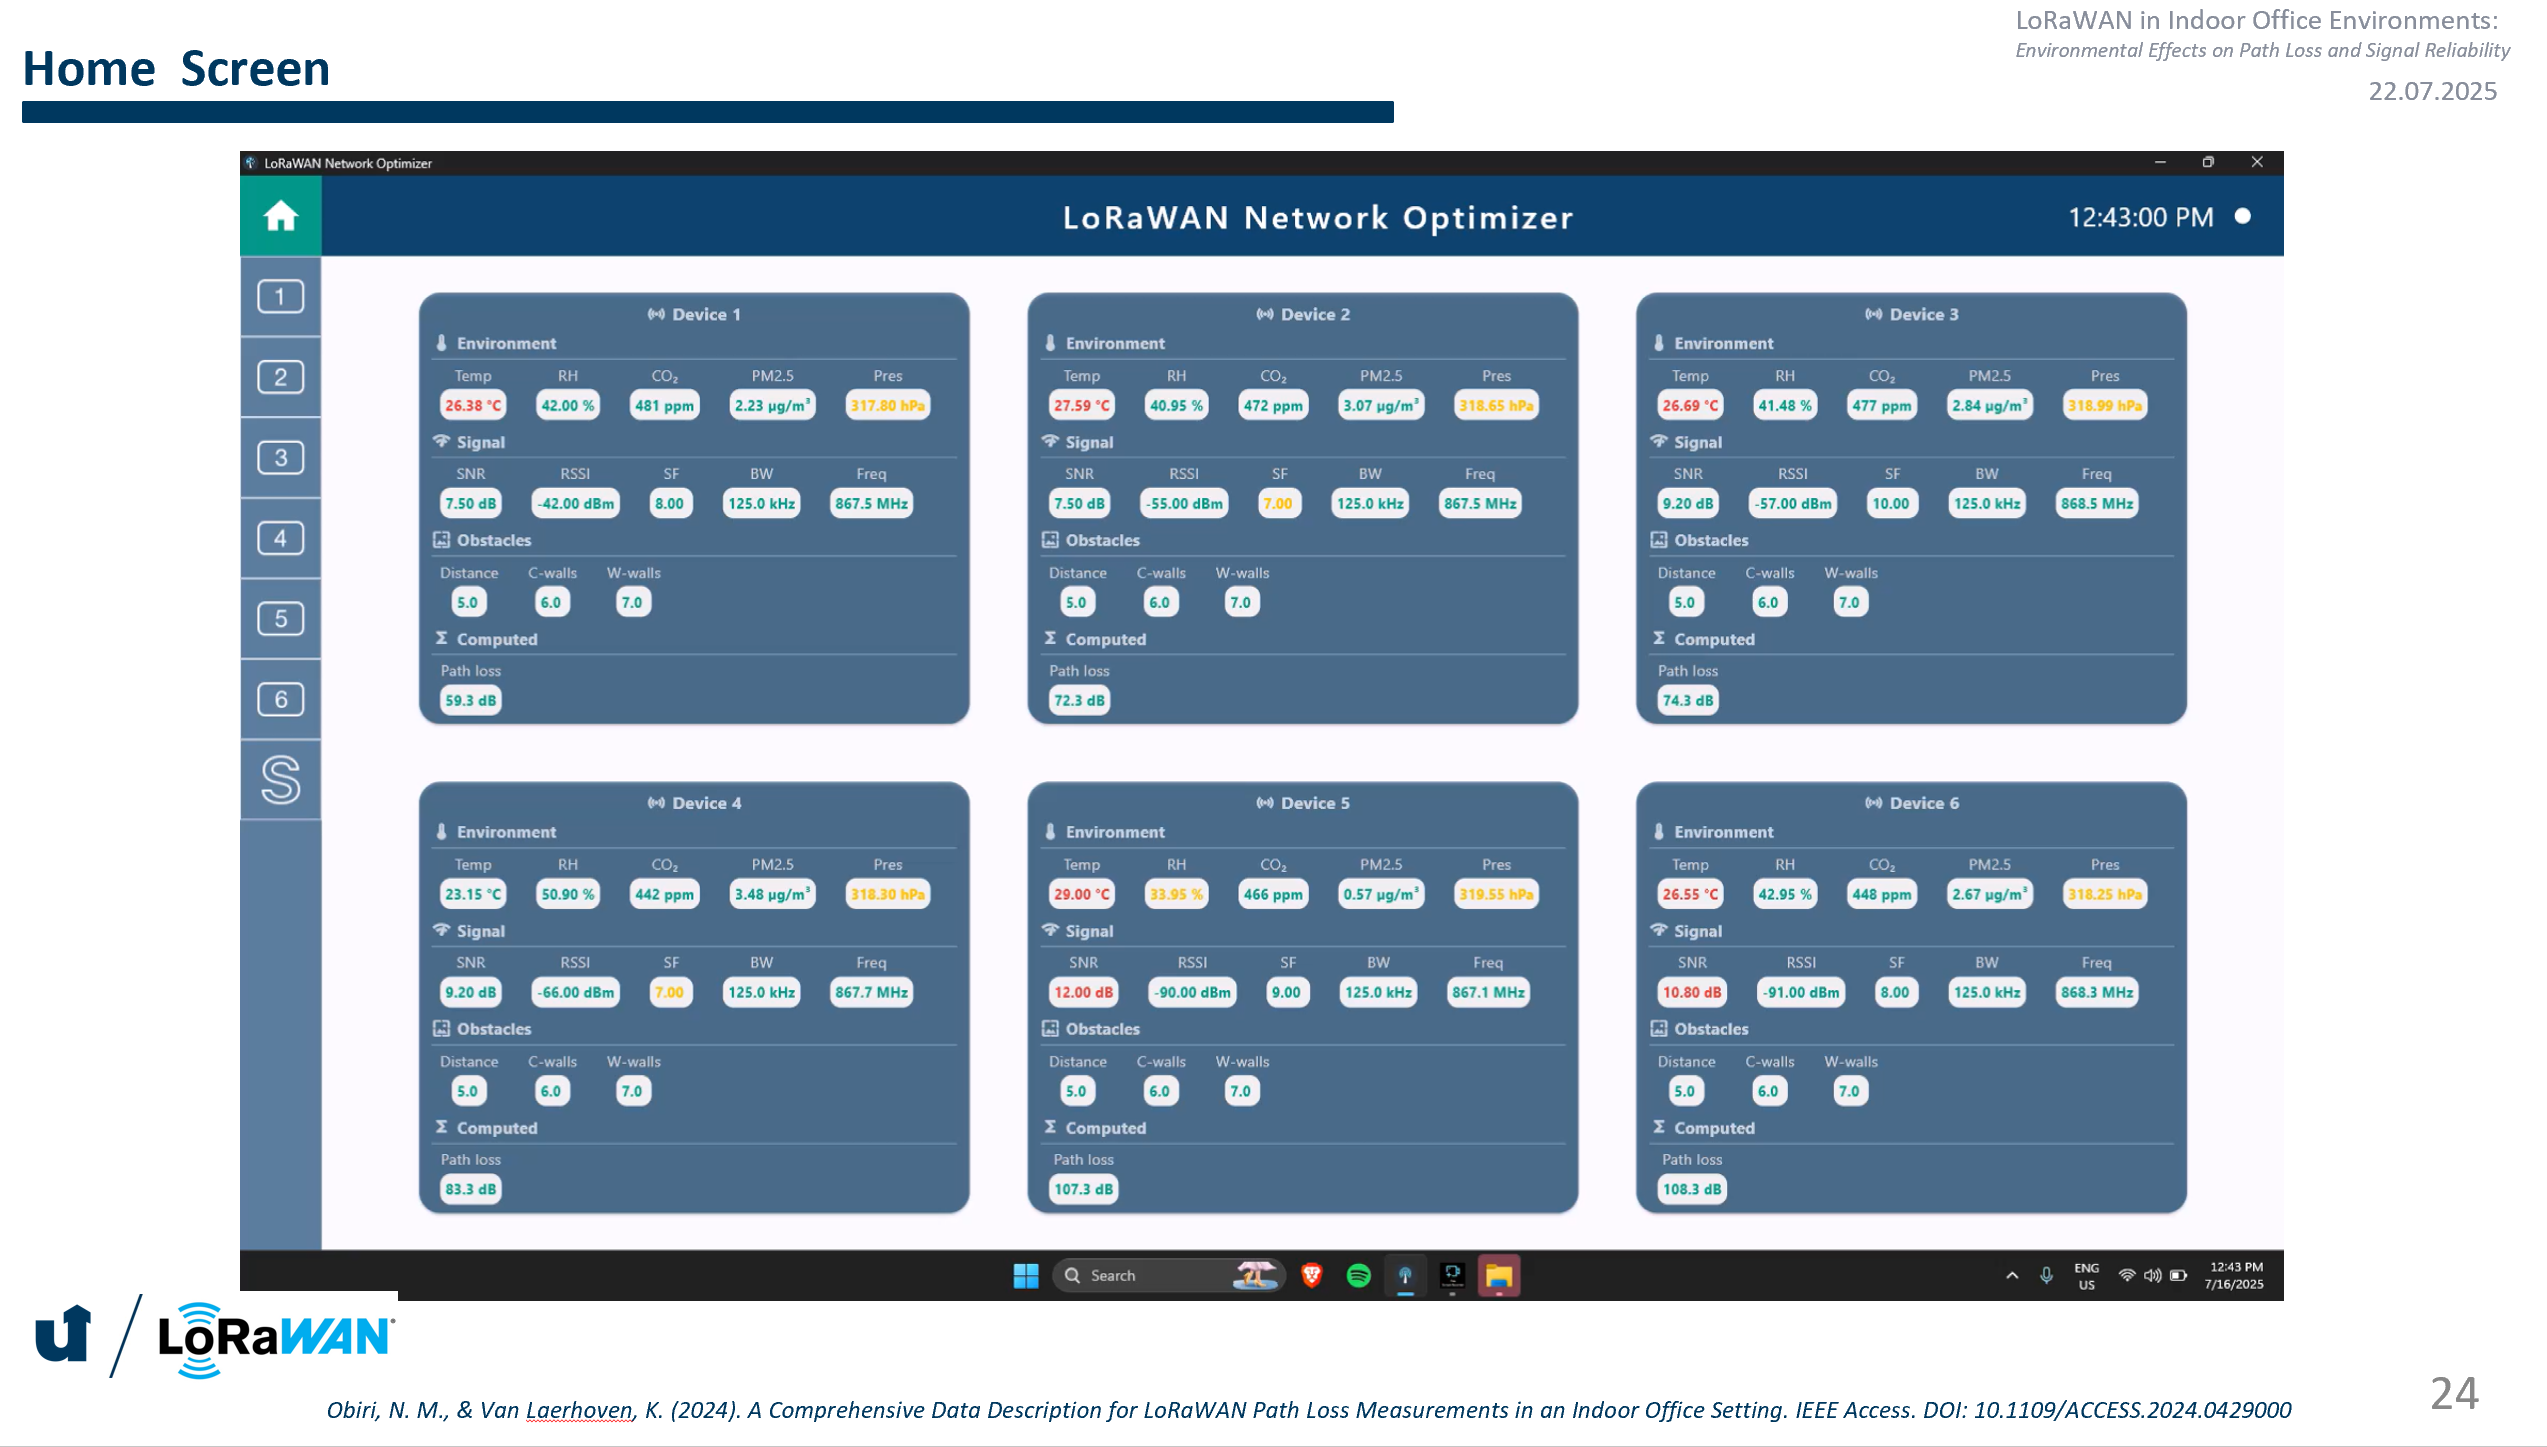 LoRaWAN in Indoor Office Environments:
Environmental Effects on Path Loss and Signal Reliability
22.07.2025
Home Screen
LoRaWAN Network Optimizer
LoRaWAN Network Optimizer
12:43:00 PM
1
2
3
4
5
6
S
Device 1
Environment
Temp RH CO₂ PM2.5 Pres
26.38 °C 42.00 % 481 ppm 2.23 µg/m³ 317.80 hPa
Signal
SNR RSSI SF BW Freq
7.50 dB -42.00 dBm 8.00 125.0 kHz 867.5 MHz
Obstacles
Distance C-walls W-walls
5.0 6.0 7.0
Σ Computed
Path loss
59.3 dB
Device 2
Environment
Temp RH CO₂ PM2.5 Pres
27.59 °C 40.95 % 472 ppm 3.07 µg/m³ 318.65 hPa
Signal
SNR RSSI SF BW Freq
7.50 dB -55.00 dBm 7.00 125.0 kHz 867.5 MHz
Obstacles
Distance C-walls W-walls
5.0 6.0 7.0
Σ Computed
Path loss
72.3 dB
Device 3
Environment
Temp RH CO₂ PM2.5 Pres
26.69 °C 41.48 % 477 ppm 2.84 µg/m³ 318.99 hPa
Signal
SNR RSSI SF BW Freq
9.20 dB -57.00 dBm 10.00 125.0 kHz 868.5 MHz
Obstacles
Distance C-walls W-walls
5.0 6.0 7.0
Σ Computed
Path loss
74.3 dB
Device 4
Environment
Temp RH CO₂ PM2.5 Pres
23.15 °C 50.90 % 442 ppm 3.48 µg/m³ 318.30 hPa
Signal
SNR RSSI SF BW Freq
9.20 dB -66.00 dBm 7.00 125.0 kHz 867.7 MHz
Obstacles
Distance C-walls W-walls
5.0 6.0 7.0
Σ Computed
Path loss
83.3 dB
Device 5
Environment
Temp RH CO₂ PM2.5 Pres
29.00 °C 33.95 % 466 ppm 0.57 µg/m³ 319.55 hPa
Signal
SNR RSSI SF BW Freq
12.00 dB -90.00 dBm 9.00 125.0 kHz 867.1 MHz
Obstacles
Distance C-walls W-walls
5.0 6.0 7.0
Σ Computed
Path loss
107.3 dB
Device 6
Environment
Temp RH CO₂ PM2.5 Pres
26.55 °C 42.95 % 448 ppm 2.67 µg/m³ 318.25 hPa
Signal
SNR RSSI SF BW Freq
10.80 dB -91.00 dBm 8.00 125.0 kHz 868.3 MHz
Obstacles
Distance C-walls W-walls
5.0 6.0 7.0
Σ Computed
Path loss
108.3 dB
Search
ENG
US
12:43 PM
7/16/2025
LoRaWAN
Obiri, N. M., & Van Laerhoven, K. (2024). A Comprehensive Data Description for LoRaWAN Path Loss Measurements in an Indoor Office Setting. IEEE Access. DOI: 10.1109/ACCESS.2024.0429000
24